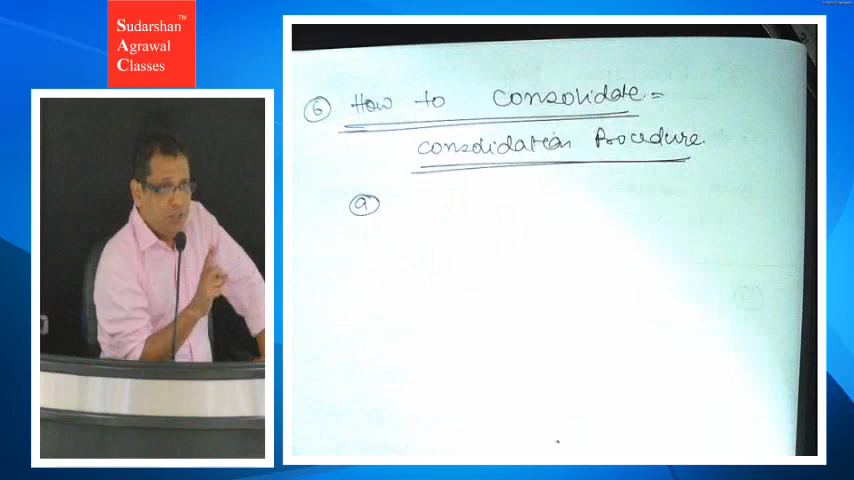 Sudarshan™
Agrawal
Classes
6 How to consolidate =
consolidation Procedure.
a